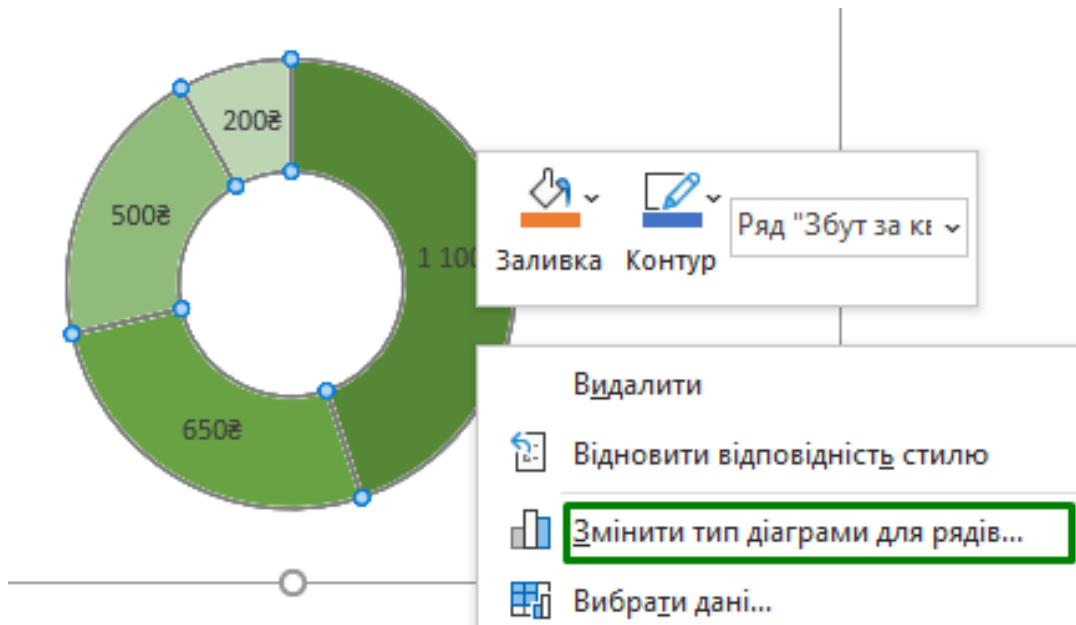 200₴
500₴
1 100
650₴
Заливка
Контур
Ряд "Збут за кв
Видалити
Відновити відповідність стилю
Змінити тип діаграми для рядів...
Вибрати дані...